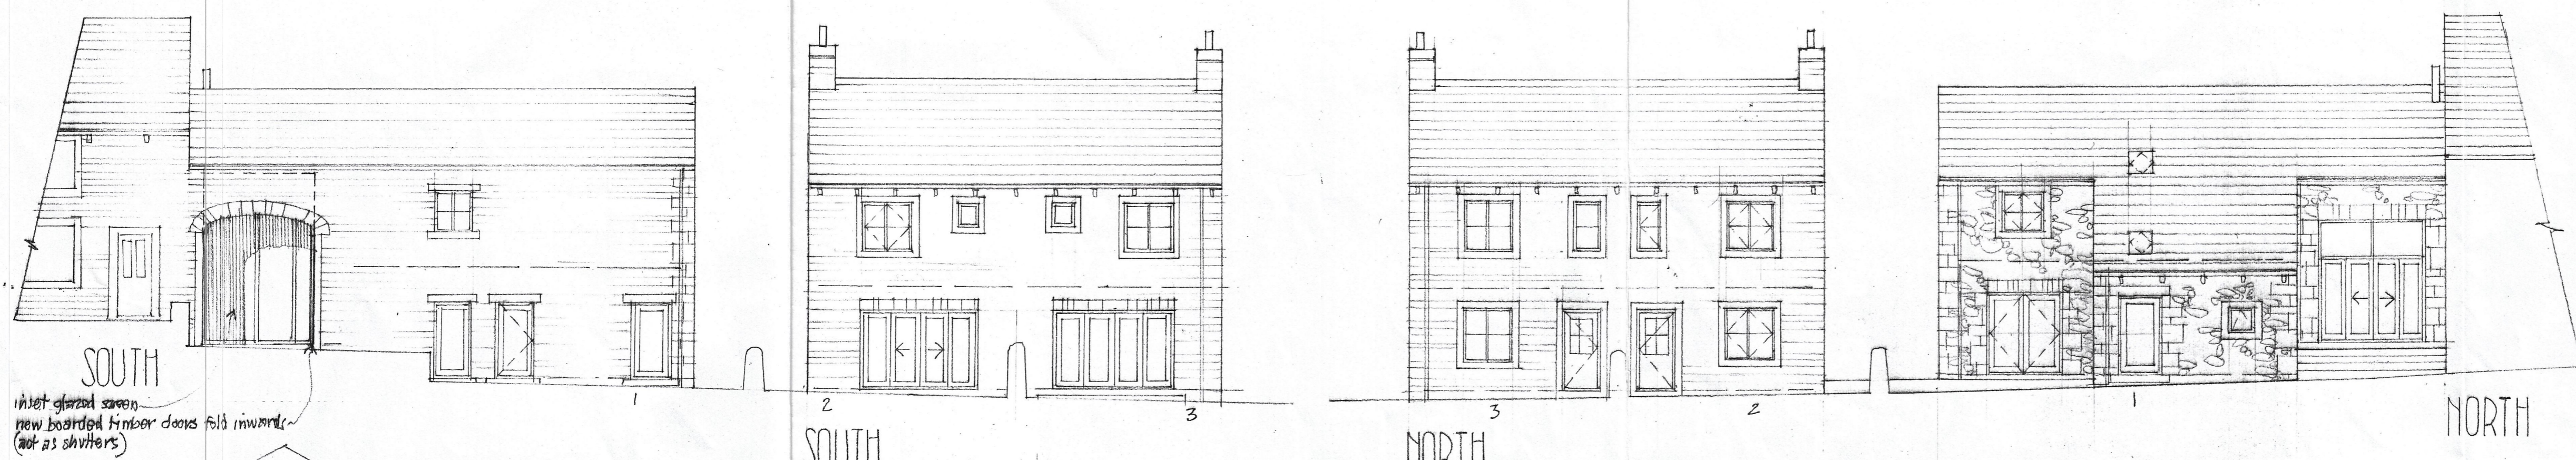 SOUTH
inset glazed screen
new boarded timber doors fold inwards
(act as shutters)
1
2
3
SOUTH
3
2
NORTH
1
NORTH